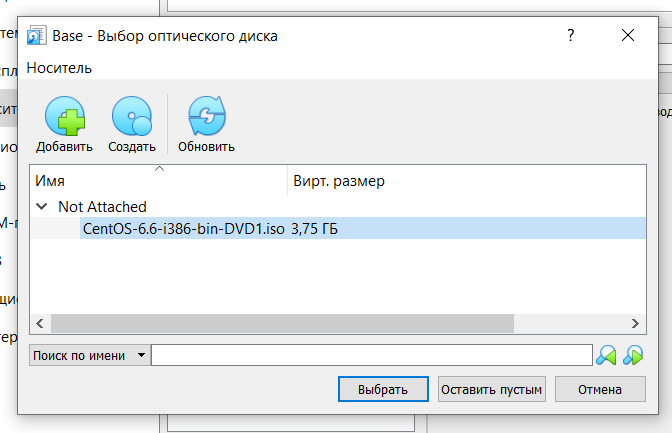 Base - Выбор оптического диска
?
Носитель
Добавить
Создать
Обновить
Имя
Вирт. размер
Not Attached
CentOS-6.6-i386-bin-DVD1.iso 3,75 ГБ
Поиск по имени
Выбрать
Оставить пустым
Отмена